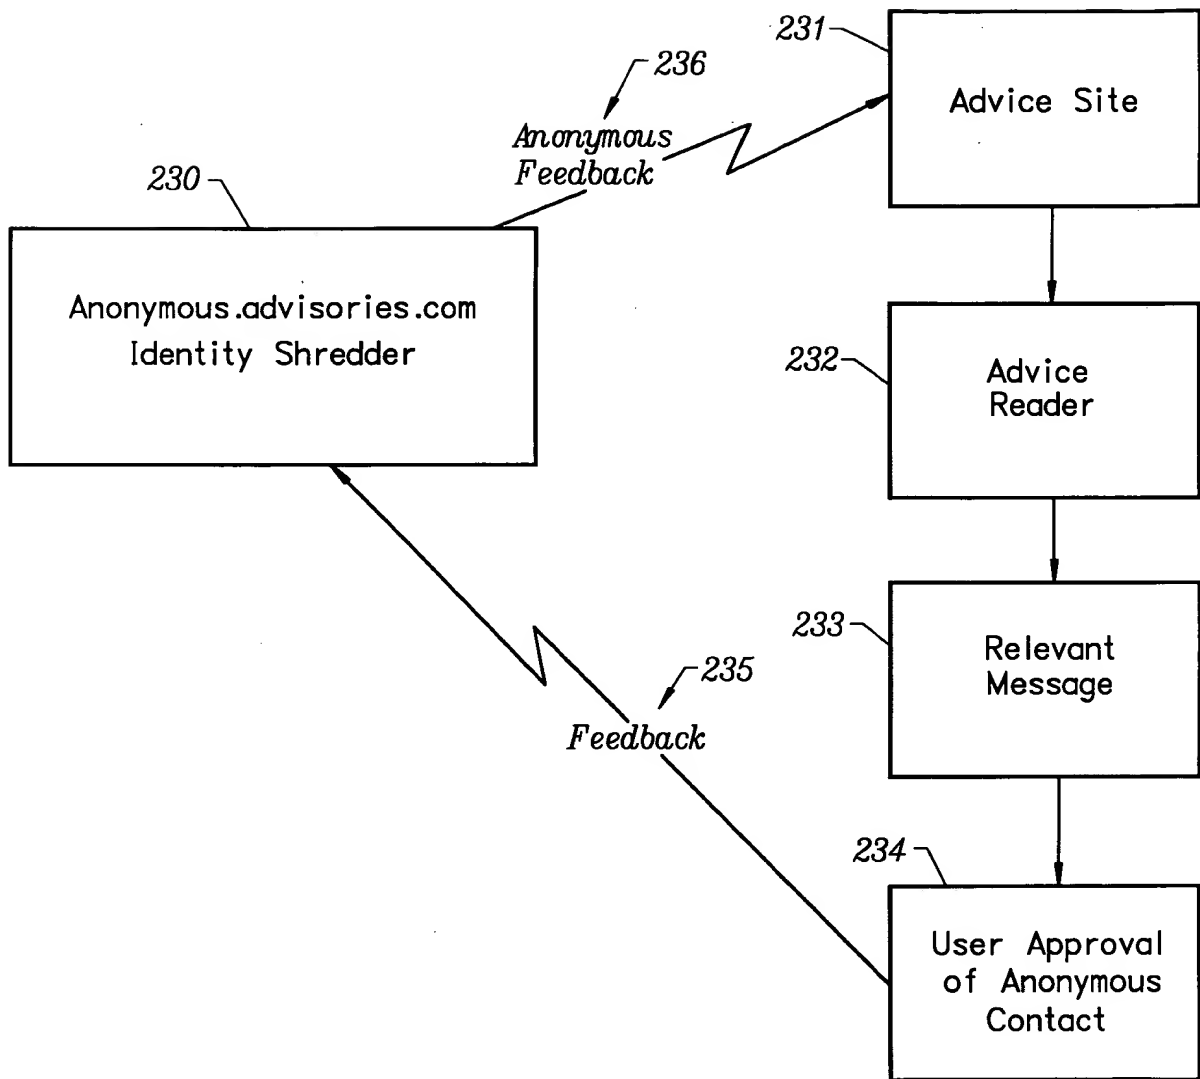 231
Advice Site
236
Anonymous
Feedback
230
Anonymous.advisories.com
Identity Shredder
232
Advice
Reader
233
Relevant
Message
235
Feedback
234
User Approval
of Anonymous
Contact